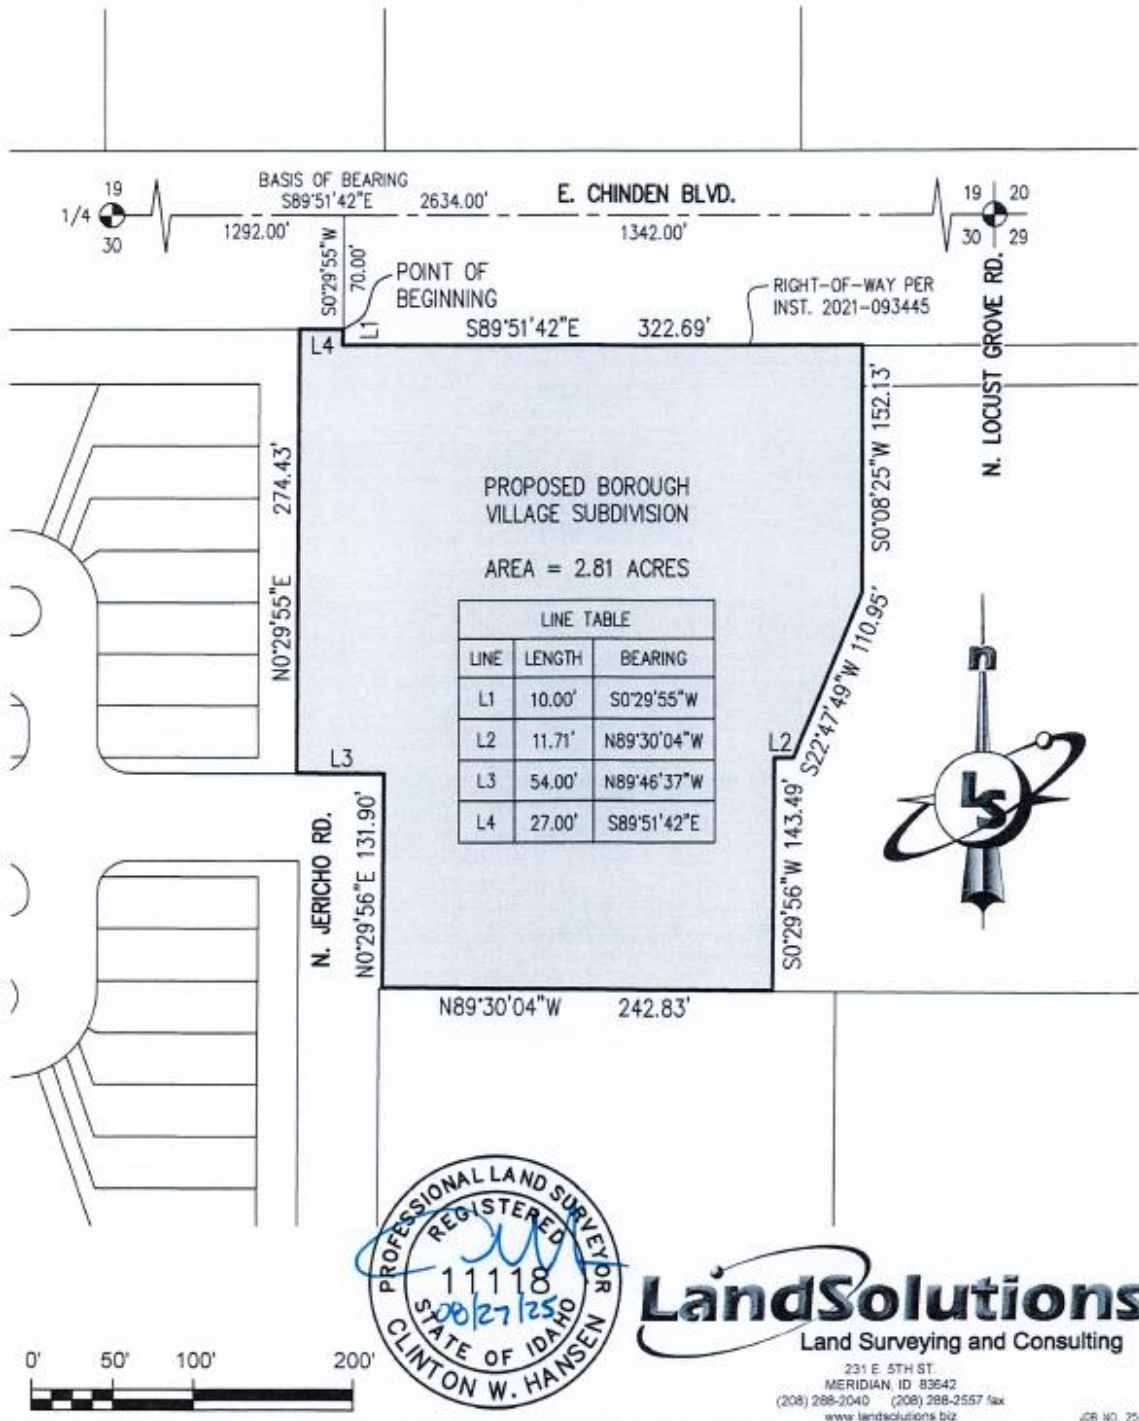 BASIS OF BEARING
S89°51'42"E 2634.00'
E. CHINDEN BLVD.
19
1/4
30
1292.00'
1342.00'
19 20
30 29
S0°29'55"W
70.00'
POINT OF
BEGINNING
RIGHT-OF-WAY PER
INST. 2021-093445
N. LOCUST GROVE RD.
L1
L4
S89°51'42"E 322.69'
S0°08'25"W 152.13'
N0°29'55"E 274.43'
PROPOSED BOROUGH
VILLAGE SUBDIVISION
AREA = 2.81 ACRES
LINE TABLE
LINE LENGTH BEARING
L1 10.00' S0°29'55"W
L2 11.71' N89°30'04"W
L3 54.00' N89°46'37"W
L4 27.00' S89°51'42"E
S22°47'49"W 110.95'
L2
L3
n
LS
N. JERICHO RD.
N0°29'56"E 131.90'
S0°29'56"W 143.49'
N89°30'04"W 242.83'
PROFESSIONAL LAND SURVEYOR
REGISTERED
11118
08/27/25
STATE OF IDAHO
CLINTON W. HANSEN
LandSolutions
Land Surveying and Consulting
231 E. 5TH ST.
MERIDIAN, ID 83642
(208) 288-2040 (208) 288-2557 fax
www.landsolutions.biz
JOB NO. 25
0' 50' 100' 200'